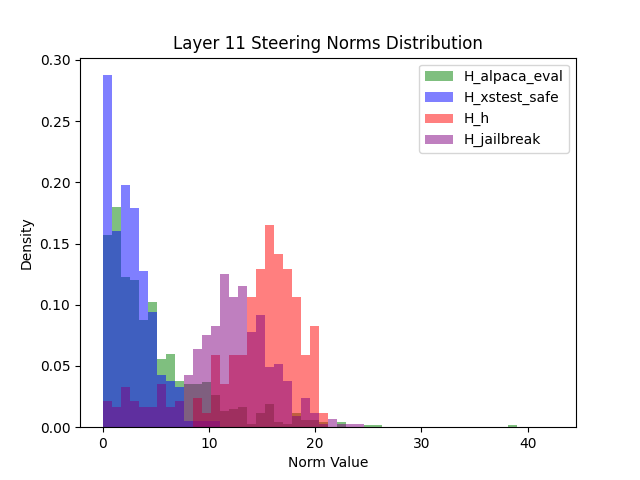 Layer 11 Steering Norms Distribution
H_alpaca_eval
H_xstest_safe
H_h
H_jailbreak
Density
0.30
0.25
0.20
0.15
0.10
0.05
0.00
0 10 20 30 40
Norm Value